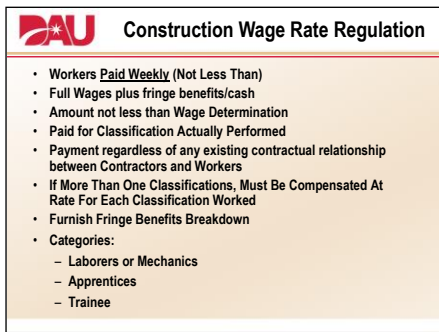 DAU Construction Wage Rate Regulation
• Workers Paid Weekly (Not Less Than)
• Full Wages plus fringe benefits/cash
• Amount not less than Wage Determination
• Paid for Classification Actually Performed
• Payment regardless of any existing contractual relationship
between Contractors and Workers
• If More Than One Classifications, Must Be Compensated At
Rate For Each Classification Worked
• Furnish Fringe Benefits Breakdown
• Categories:
– Laborers or Mechanics
– Apprentices
– Trainee